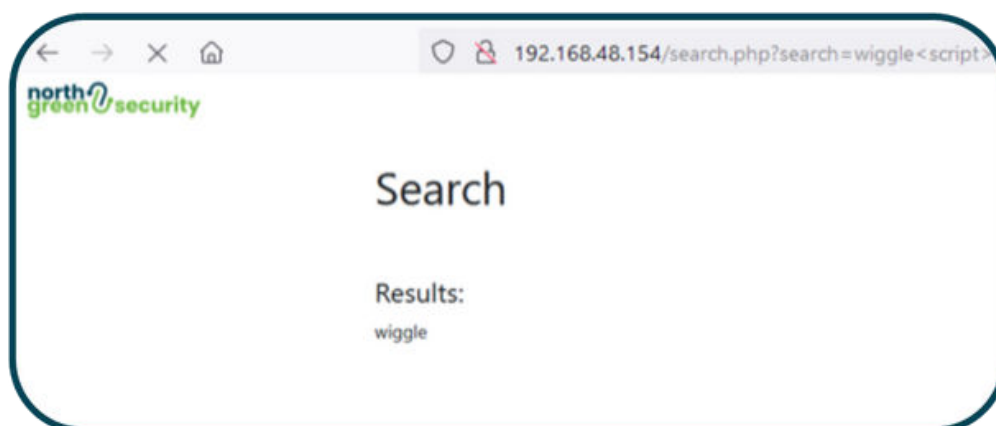 192.168.48.154/search.php?search=wiggle<script>
north
green security
Search
Results:
wiggle